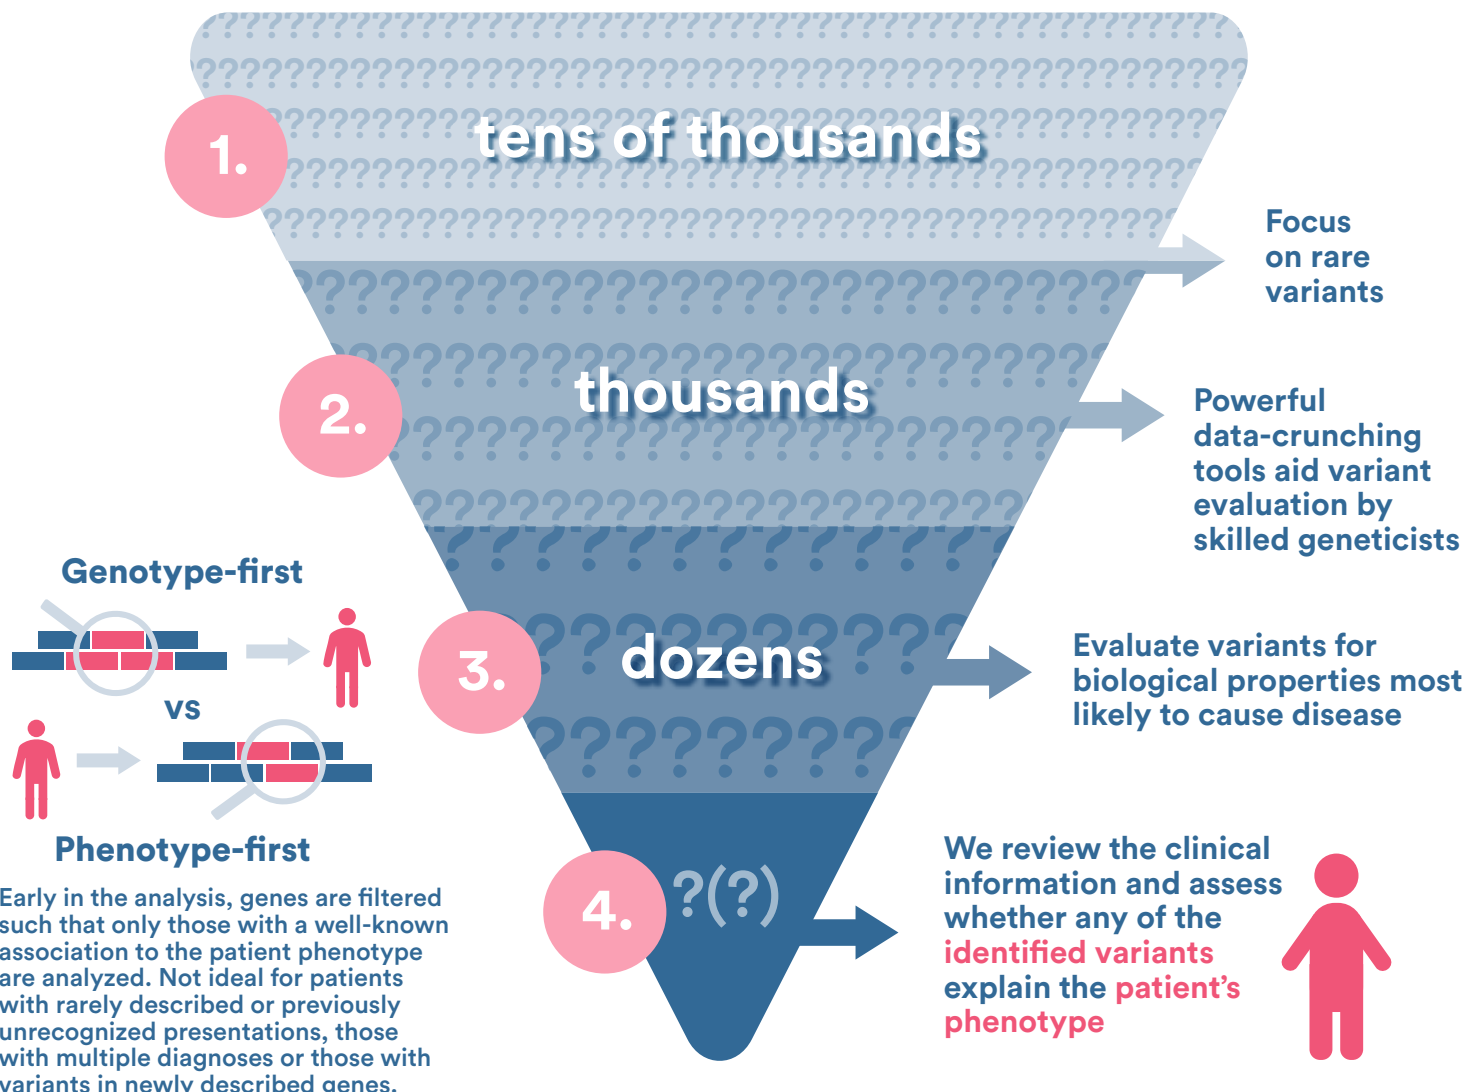 1.
tens of thousands
Focus
on rare
variants
2.
thousands
Powerful
data-crunching
tools aid variant
evaluation by
skilled geneticists
3.
dozens
Evaluate variants for
biological properties most
likely to cause disease
4.
?(?)
We review the clinical
information and assess
whether any of the
identified variants
explain the patient's
phenotype
Genotype-first
vs
Phenotype-first
Early in the analysis, genes are filtered
such that only those with a well-known
association to the patient phenotype
are analyzed. Not ideal for patients
with rarely described or previously
unrecognized presentations, those
with multiple diagnoses or those with
variants in newly described genes.